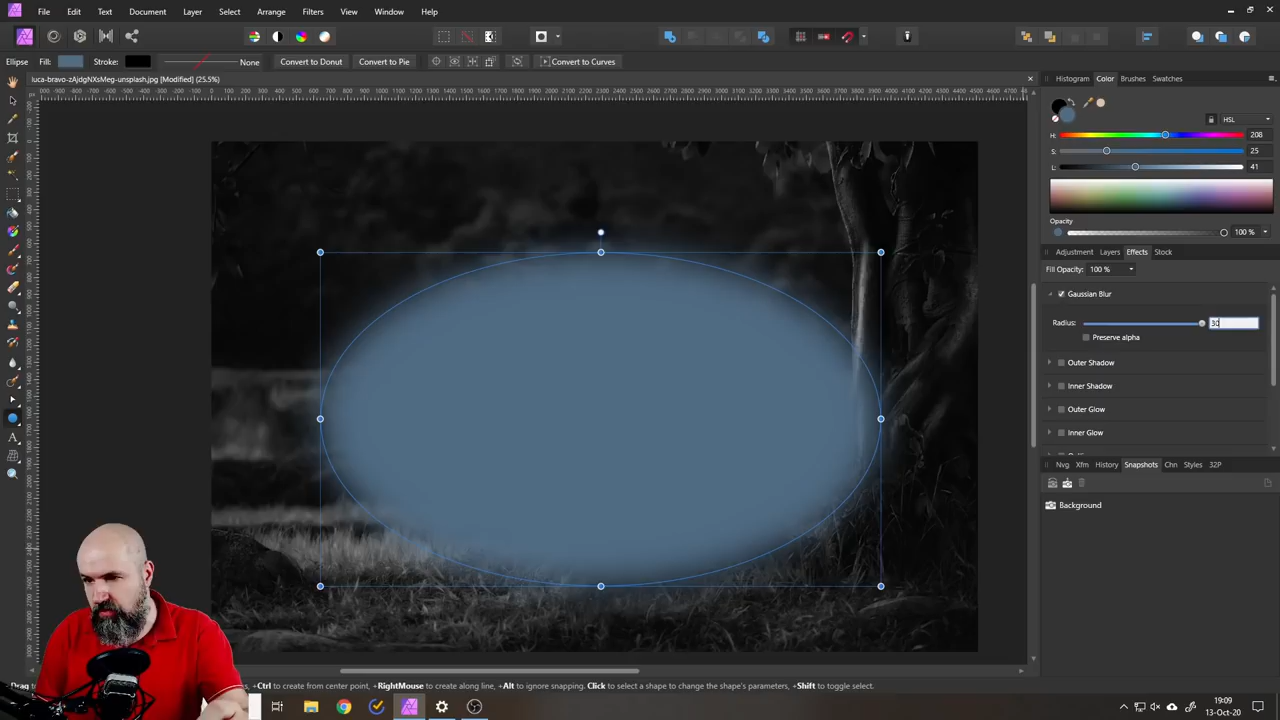 File Edit Text Document Layer Select Arrange Filters View Window Help
Ellipse Fill: Stroke: None Convert to Donut Convert to Pie Convert to Curves
luca-bravo-zAjdgNXsMeg-unsplash.jpg [Modified] (25.5%)
Histogram Color Brushes Swatches
HSL
H: 208
S: 25
L: 41
Opacity
100 %
Adjustment Layers Effects Stock
Fill Opacity: 100 %
Gaussian Blur
Radius: 30
Preserve alpha
Outer Shadow
Inner Shadow
Outer Glow
Inner Glow
Nvg Xfm History Snapshots Chn Styles 32P
Background
+Ctrl to create from center point, +RightMouse to create along line, +Alt to ignore snapping. Click to select a shape to change the shape's parameters, +Shift to toggle select.
19:09
13-Oct-20